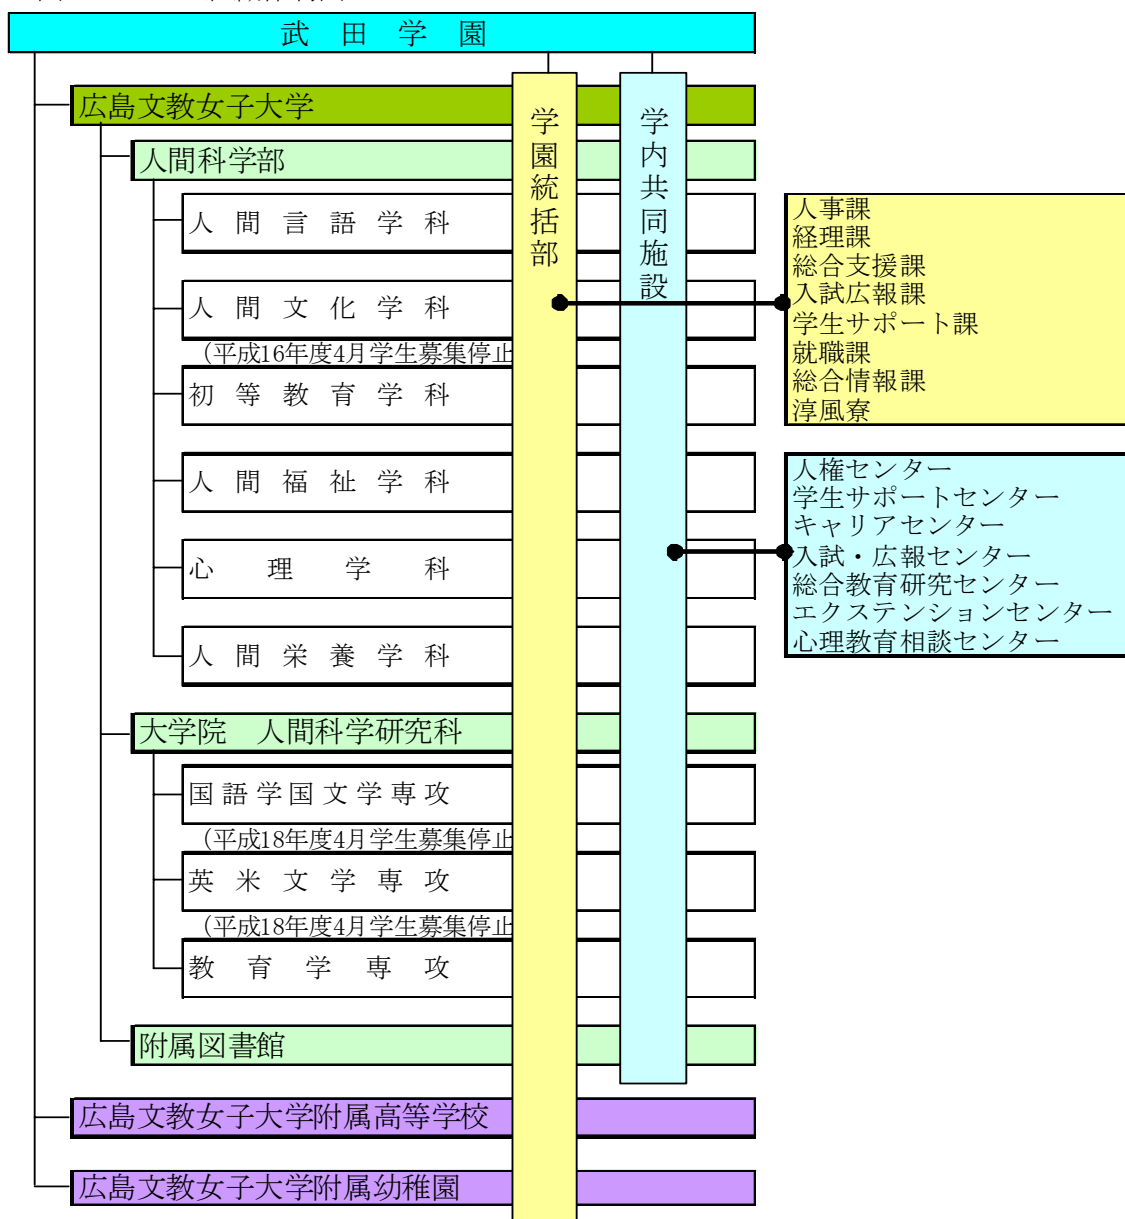 武田学園
広島文教女子大学
人間科学部
人間言語学科
人間文化学科
(平成16年度4月学生募集停止
初等教育学科
人間福祉学科
心理学科
人間栄養学科
大学院　人間科学研究科
国語学国文学専攻
(平成18年度4月学生募集停止
英米文学専攻
(平成18年度4月学生募集停止
教育学専攻
附属図書館
広島文教女子大学附属高等学校
広島文教女子大学附属幼稚園
学園統括部
学内共同施設
人事課
経理課
総合支援課
入試広報課
学生サポート課
就職課
総合情報課
淳風寮
人権センター
学生サポートセンター
キャリアセンター
入試・広報センター
総合教育研究センター
エクステンションセンター
心理教育相談センター